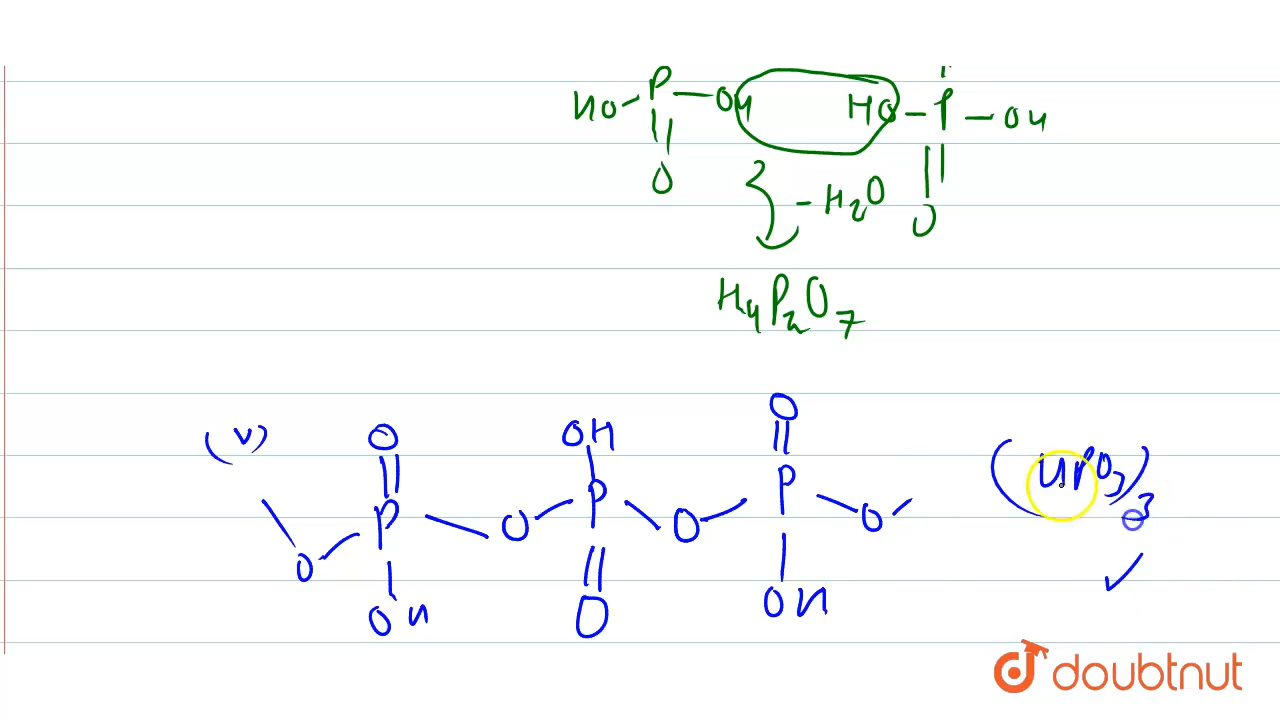 HO P OH HO P OH
O - H2O O
H4P2O7
(v) O OH O (HPO3)3
P O P O P O
O OH O OH
doubtnut